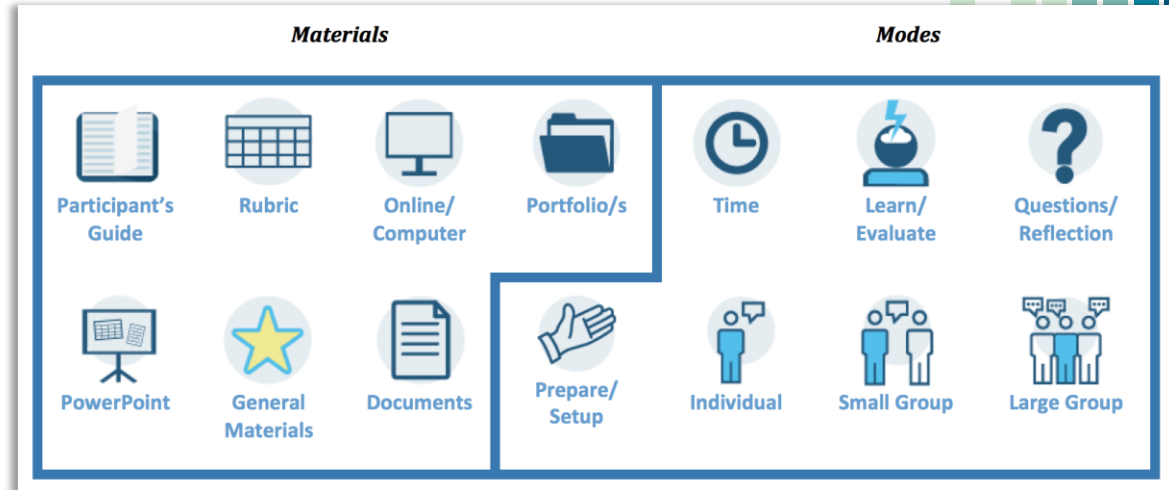 Materials
Modes
Participant's
Guide
Rubric
Online/
Computer
Portfolio/s
Time
Learn/
Evaluate
Questions/
Reflection
PowerPoint
General
Materials
Documents
Prepare/
Setup
Individual
Small Group
Large Group